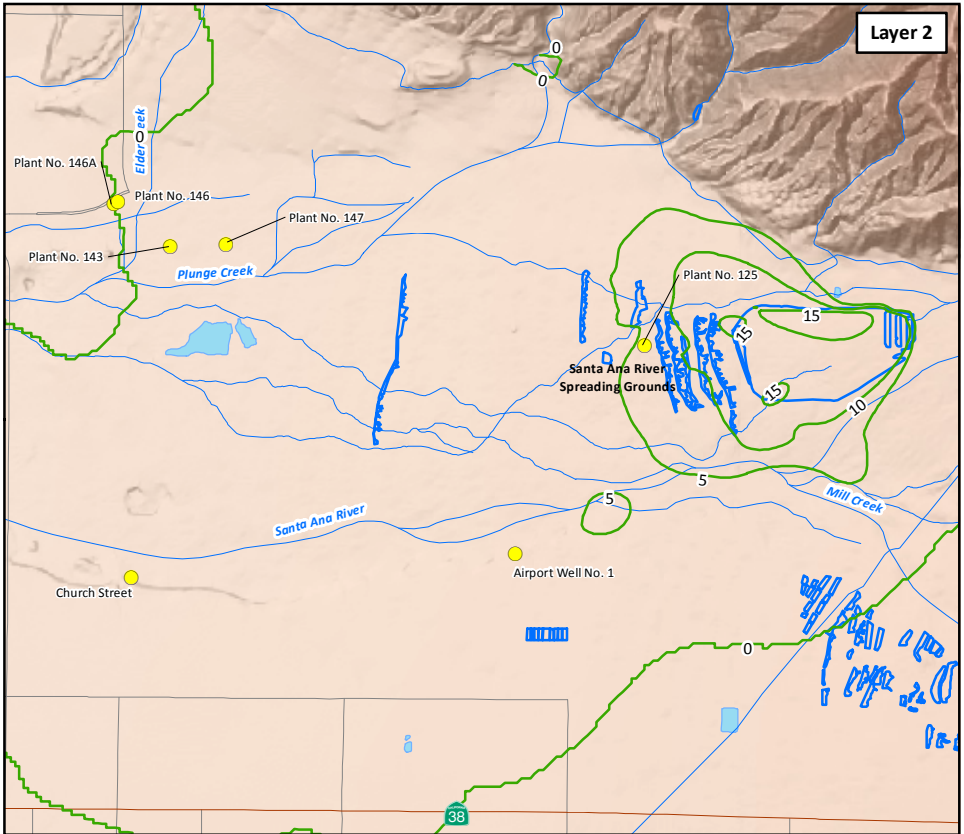 Layer 2
0
0
0
Elder Creek
Plant No. 146A
Plant No. 146
Plant No. 147
Plant No. 143
Plunge Creek
Plant No. 125
15
15
Santa Ana River
Spreading Grounds
15
10
5
5
Mill Creek
Santa Ana River
Airport Well No. 1
Church Street
0
38